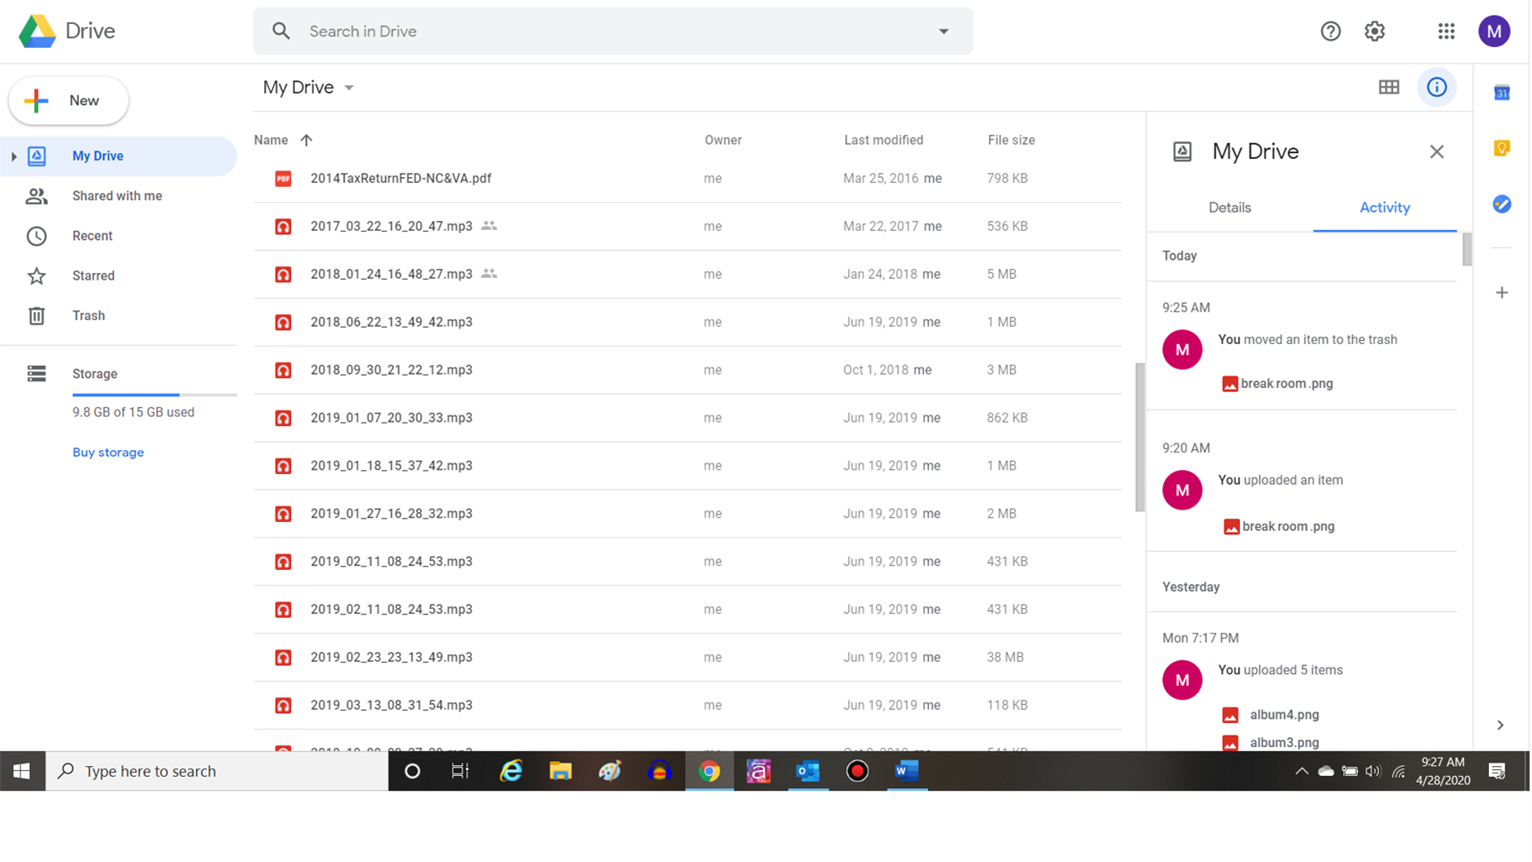 Drive
Search in Drive
M
New
My Drive
Shared with me
Recent
Starred
Trash
Storage
9.8 GB of 15 GB used
Buy storage
My Drive
Name Owner Last modified File size
PDF 2014TaxReturnFED-NC&VA.pdf me Mar 25, 2016 me 798 KB
2017_03_22_16_20_47.mp3 me Mar 22, 2017 me 536 KB
2018_01_24_16_48_27.mp3 me Jan 24, 2018 me 5 MB
2018_06_22_13_49_42.mp3 me Jun 19, 2019 me 1 MB
2018_09_30_21_22_12.mp3 me Oct 1, 2018 me 3 MB
2019_01_07_20_30_33.mp3 me Jun 19, 2019 me 862 KB
2019_01_18_15_37_42.mp3 me Jun 19, 2019 me 1 MB
2019_01_27_16_28_32.mp3 me Jun 19, 2019 me 2 MB
2019_02_11_08_24_53.mp3 me Jun 19, 2019 me 431 KB
2019_02_11_08_24_53.mp3 me Jun 19, 2019 me 431 KB
2019_02_23_23_13_49.mp3 me Jun 19, 2019 me 38 MB
2019_03_13_08_31_54.mp3 me Jun 19, 2019 me 118 KB
My Drive
Details Activity
Today
9:25 AM
M You moved an item to the trash
break room .png
9:20 AM
M You uploaded an item
break room .png
Yesterday
Mon 7:17 PM
M You uploaded 5 items
album4.png
album3.png
31
Type here to search
9:27 AM
4/28/2020